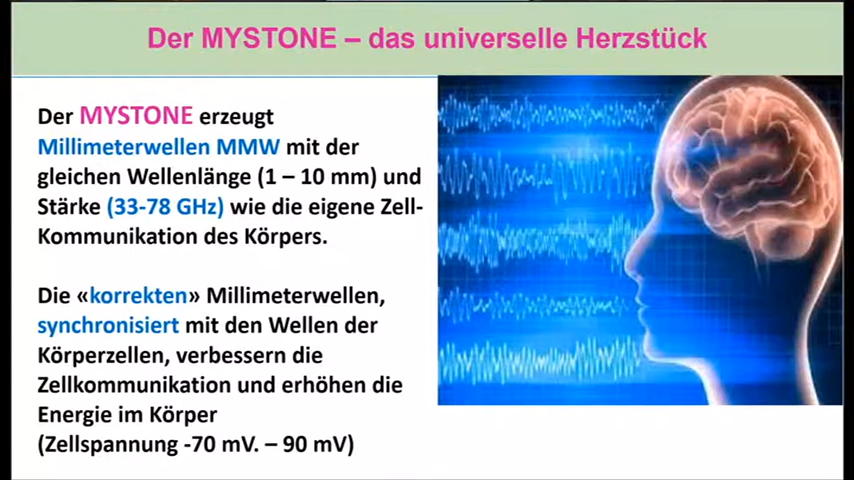 Der MYSTONE – das universelle Herzstück
Der MYSTONE erzeugt
Millimeterwellen MMW mit der
gleichen Wellenlänge (1 – 10 mm) und
Stärke (33-78 GHz) wie die eigene Zell-
Kommunikation des Körpers.
Die «korrekten» Millimeterwellen,
synchronisiert mit den Wellen der
Körperzellen, verbessern die
Zellkommunikation und erhöhen die
Energie im Körper
(Zellspannung -70 mV. – 90 mV)